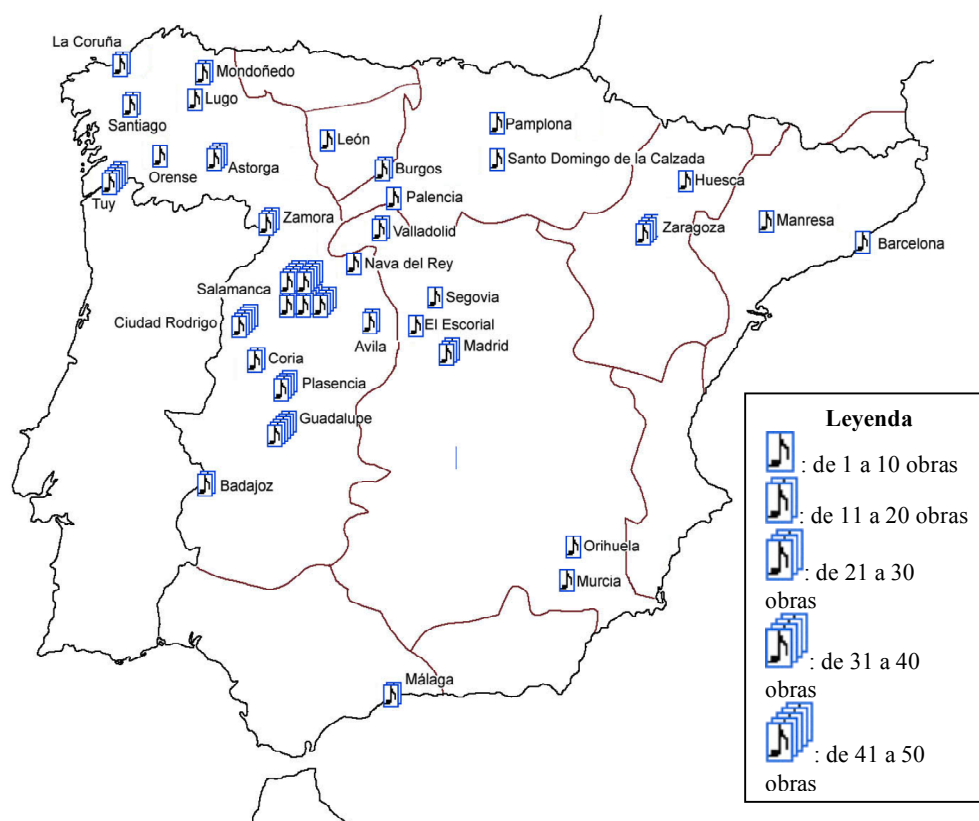 La Coruña
Mondoñedo
Lugo
Santiago
Pamplona
León
Santo Domingo de la Calzada
Orense
Astorga
Burgos
Huesca
Tuy
Palencia
Zamora
Valladolid
Zaragoza
Manresa
Barcelona
Nava del Rey
Salamanca
Segovia
Ciudad Rodrigo
El Escorial
Avila
Madrid
Coria
Plasencia
Guadalupe
Badajoz
Orihuela
Murcia
Málaga
Leyenda
: de 1 a 10 obras
: de 11 a 20 obras
: de 21 a 30
obras
: de 31 a 40
obras
: de 41 a 50
obras